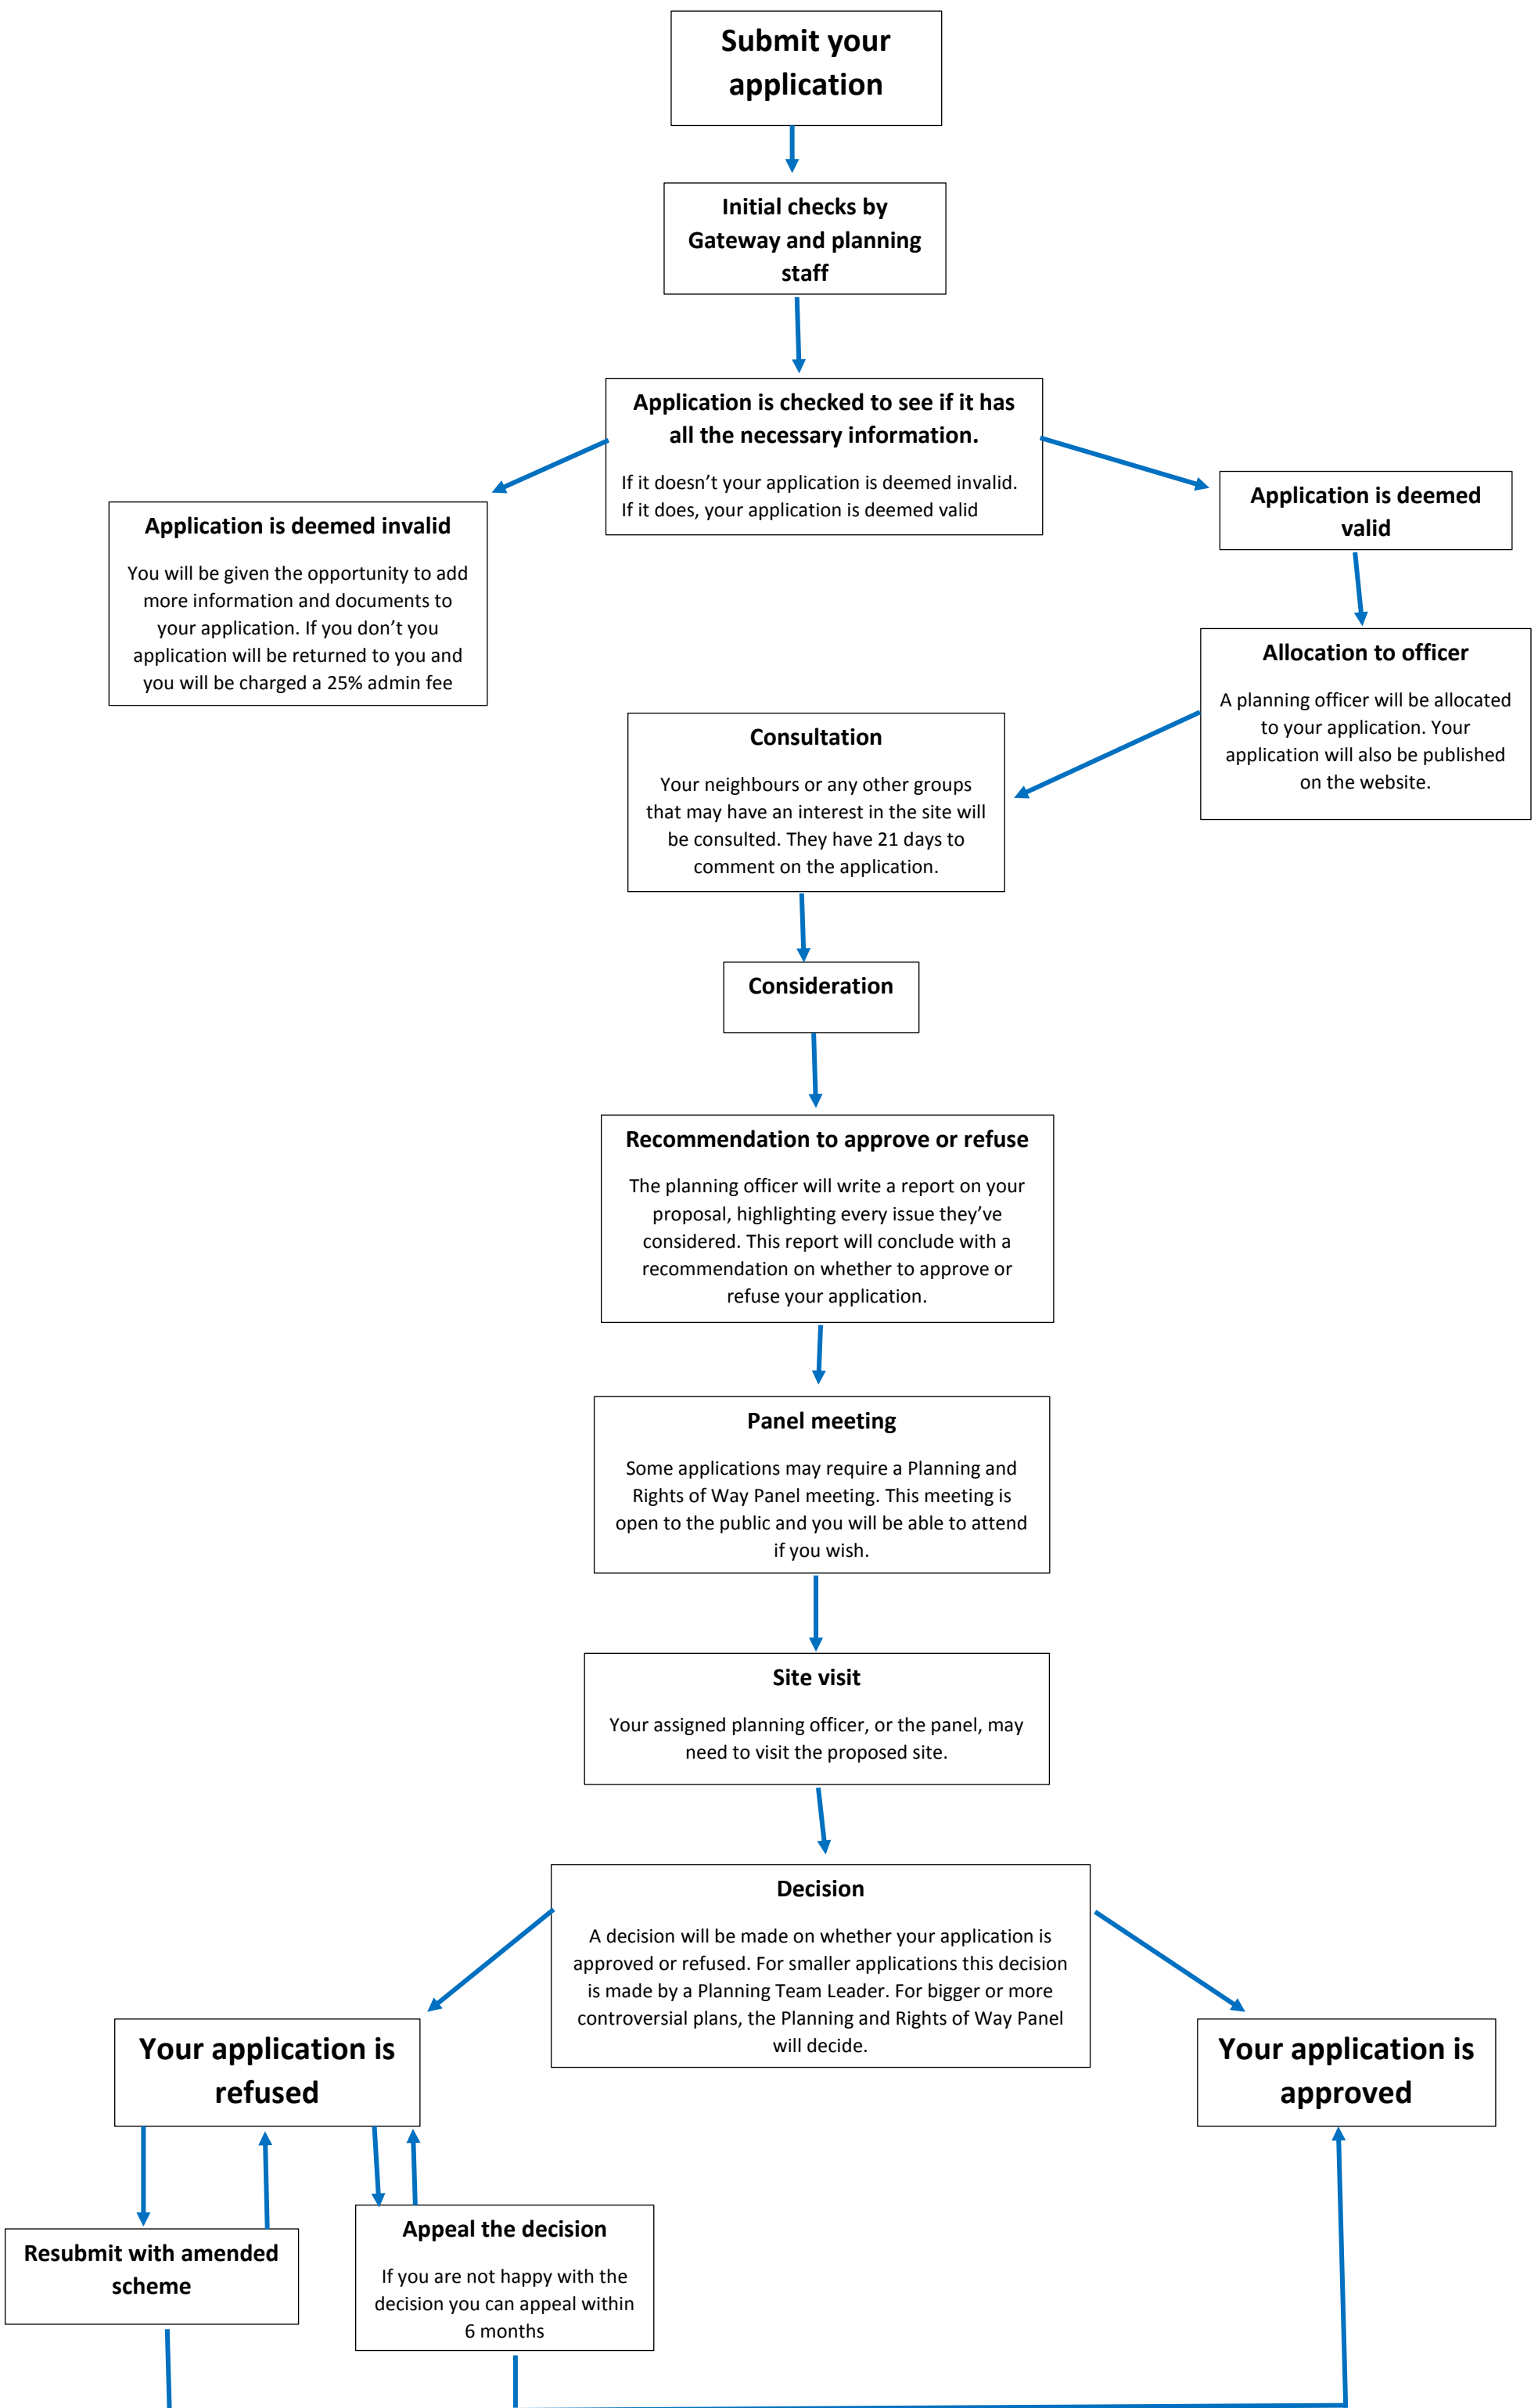 Submit your
application
Initial checks by
Gateway and planning
staff
Application is checked to see if it has
all the necessary information.
If it doesn’t your application is deemed invalid.
If it does, your application is deemed valid
Application is deemed invalid
You will be given the opportunity to add
more information and documents to
your application. If you don’t you
application will be returned to you and
you will be charged a 25% admin fee
Application is deemed
valid
Allocation to officer
A planning officer will be allocated
to your application. Your
application will also be published
on the website.
Consultation
Your neighbours or any other groups
that may have an interest in the site will
be consulted. They have 21 days to
comment on the application.
Consideration
Recommendation to approve or refuse
The planning officer will write a report on your
proposal, highlighting every issue they’ve
considered. This report will conclude with a
recommendation on whether to approve or
refuse your application.
Panel meeting
Some applications may require a Planning and
Rights of Way Panel meeting. This meeting is
open to the public and you will be able to attend
if you wish.
Site visit
Your assigned planning officer, or the panel, may
need to visit the proposed site.
Decision
A decision will be made on whether your application is
approved or refused. For smaller applications this decision
is made by a Planning Team Leader. For bigger or more
controversial plans, the Planning and Rights of Way Panel
will decide.
Your application is
refused
Your application is
approved
Resubmit with amended
scheme
Appeal the decision
If you are not happy with the
decision you can appeal within
6 months